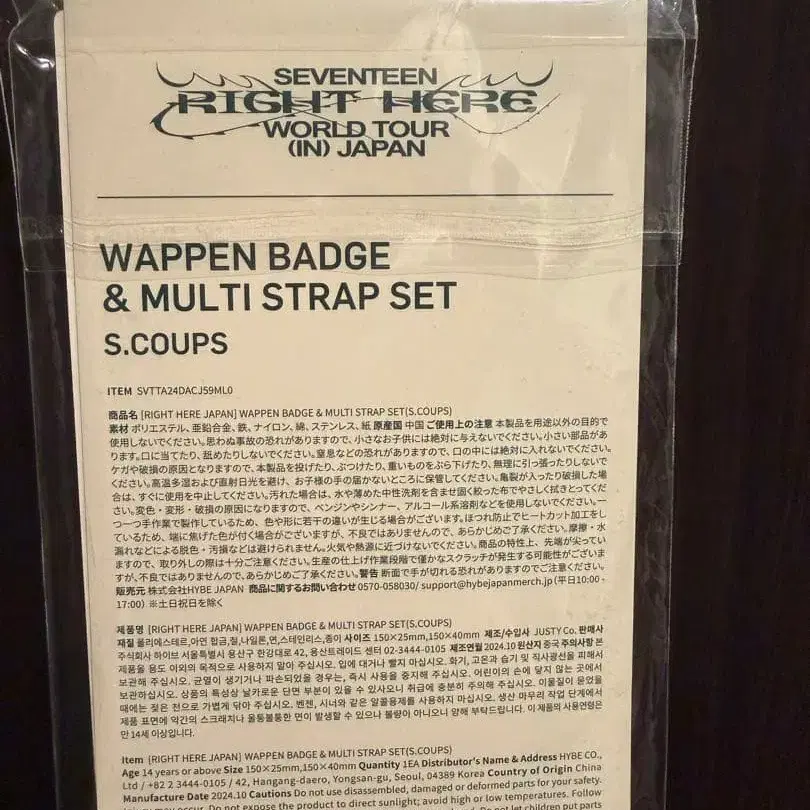 SEVENTEEN
RIGHT HERE
WORLD TOUR
(IN) JAPAN
WAPPEN BADGE
& MULTI STRAP SET
S.COUPS
ITEM SVTTA24DACJ59ML0
商品名 [RIGHT HERE JAPAN] WAPPEN BADGE & MULTI STRAP SET(S.COUPS)
素材 ポリエステル、亜鉛合金、鉄、ナイロン、綿、ステンレス、紙 原産国 中国 ご使用上の注意 本製品を用途以外の目的で
使用しないでください。思わぬ事故の恐れがありますので、小さなお子供には絶対に与えないでください。小さい部品があ
ります。口に当てたり、舐めたりしないでください。窒息などの恐れがありますので、口の中には絶対に入れないでください。
ケガや破損の原因となりますので、本製品を投げたり、ぶつけたり、重いものをぶら下げたり、無理に引っ張ったりしないで
ください。高温多湿および直射日光を避け、お子様の手の届かないところに保管してください。亀裂が入ったり破損した場
合は、すぐに使用を中止してください。汚れた場合は、水や薄めた中性洗剤を含ませ固く絞った布でやさしく拭きとってくだ
さい。変色・変形・破損の原因になりますので、ベンジンやシンナー、アルコール系溶剤などを使用しないでください。一
つ一つ手作業で製作しているため、色や形に若干の違いが生じる場合がございます。ほつれ防止でヒートカット加工をし
ているため、端に焦げた色が付く場合がございますが、不良ではありませんので、あらかじめご了承ください。摩擦・水
漏れなどによる脱色・汚損などは避けられません。火気や熱源に近づけないでください。商品の特性上、先端が尖ってい
ますので、取り外しの際は十分ご注意ください。生産の仕上げ作業段階で僅かなスクラッチが発生する可能性がございま
すが、不良ではありませんので、あらかじめご了承ください。警告 断面で手が切れる恐れがありますのでご注意ください。
販売元 株式会社HYBE JAPAN 商品に関するお問い合わせ 0570-058030/ support@hybejapanmerch.jp (平日10:00 -
17:00) ※土日祝日を除く
제품명 [RIGHT HERE JAPAN] WAPPEN BADGE & MULTI STRAP SET(S.COUPS)
재질 폴리에스테르,아연 합금,철,나일론,면,스테인리스,종이 사이즈 150×25mm,150×40mm 제조/수입사 JUSTY Co. 판매사
주식회사 하이브 서울특별시 용산구 한강대로 42, 용산트레이드 센터 02-3444-0105 제조연월 2024.10 원산지 중국 주의사항 본
제품을 용도 이외의 목적으로 사용하지 말아 주십시오. 입에 대거나 빨지 마십시오. 화기, 고온과 습기 및 직사광선을 피해서
보관해 주십시오. 균열이 생기거나 파손되었을 경우는, 즉시 사용을 중지해 주십시오. 어린이의 손에 닿지 않는 곳에서
보관하십시오. 상품의 특성상 날카로운 단면 부분이 있을 수 있사오니 취급에 충분히 주의해 주십시오. 이물질이 묻었을
때에는 젖은 천으로 가볍게 닦아 주십시오. 벤젠, 시너와 같은 알콜용제를 사용하지 마십시오. 생산 마무리 작업 단계에서
제품 표면에 약간의 스크래치나 울퉁불퉁한 면이 발생할 수 있으나 불량이 아니오니 양해 부탁드립니다. 이 제품의 사용연령은
만 14세 이상입니다.
Item [RIGHT HERE JAPAN] WAPPEN BADGE & MULTI STRAP SET(S.COUPS)
Age 14 years or above Size 150×25mm,150×40mm Quantity 1EA Distributor's Name & Address HYBE CO.,
Ltd / +82 2 3444-0105 / 42, Hangang-daero, Yongsan-gu, Seoul, 04389 Korea Country of Origin China
Manufacture Date 2024.10 Cautions Do not use disassembled, damaged or deformed parts for your safety.
Do not expose the product to direct sunlight; avoid high or low temperatures. Follow
Do not let children put parts